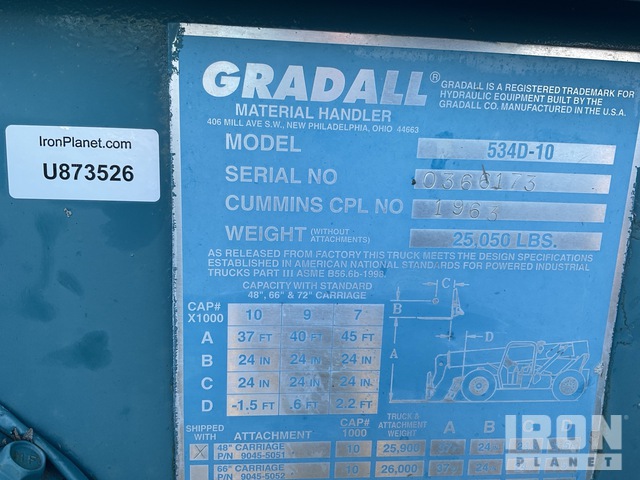 IronPlanet.com
U873526
GRADALL®
MATERIAL HANDLER
406 MILL AVE S.W., NEW PHILADELPHIA, OHIO 44663
GRADALL IS A REGISTERED TRADEMARK FOR
HYDRAULIC EQUIPMENT BUILT BY THE
GRADALL CO. MANUFACTURED IN THE U.S.A.
MODEL 534D-10
SERIAL NO 0366173
CUMMINS CPL NO 1963
WEIGHT (WITHOUT ATTACHMENTS) 25,050 LBS.
AS RELEASED FROM FACTORY THIS TRUCK MEETS THE DESIGN SPECIFICATIONS
ESTABLISHED IN AMERICAN NATIONAL STANDARDS FOR POWERED INDUSTRIAL
TRUCKS PART III ASME B56.6b-1998.
CAPACITY WITH STANDARD
48", 66" & 72" CARRIAGE
CAP# X1000 10 9 7
A 37 FT 40 FT 45 FT
B 24 IN 24 IN 24 IN
C 24 IN 24 IN 24 IN
D -1.5 FT .6 FT 2.2 FT
C
B
A
D
SHIPPED WITH ATTACHMENT CAP# 1000 TRUCK & ATTACHMENT WEIGHT A B C D
X 48" CARRIAGE P/N 9045-5051 10 25,900 37 24
66" CARRIAGE P/N 9045-5052 10 26,000 37 24
IRON PLANET